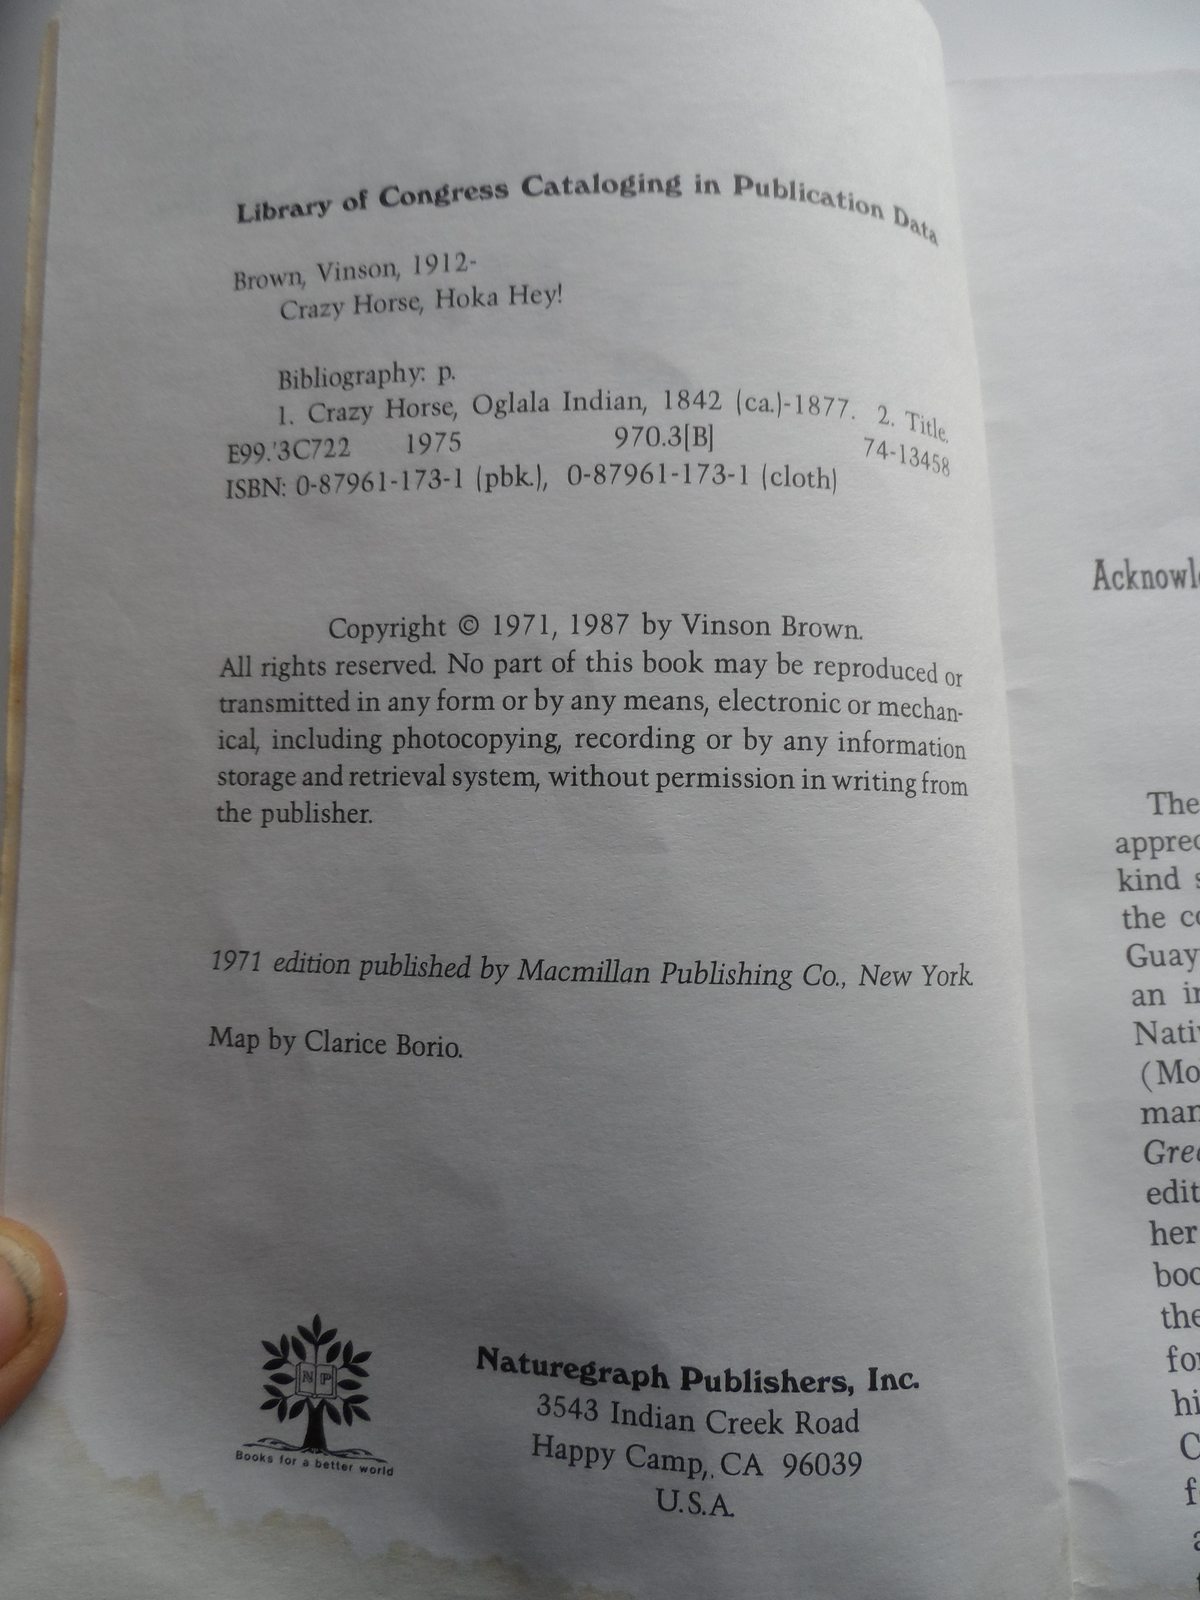 Library of Congress Cataloging in Publication Data
Brown, Vinson, 1912-
Crazy Horse, Hoka Hey!
Bibliography: p.
1. Crazy Horse, Oglala Indian, 1842 (ca.)-1877. 2. Title.
E99.'3C722 1975 970.3[B] 74-13458
ISBN: 0-87961-173-1 (pbk.), 0-87961-173-1 (cloth)
Copyright © 1971, 1987 by Vinson Brown.
All rights reserved. No part of this book may be reproduced or
transmitted in any form or by any means, electronic or mechan-
ical, including photocopying, recording or by any information
storage and retrieval system, without permission in writing from
the publisher.
1971 edition published by Macmillan Publishing Co., New York.
Map by Clarice Borio.
NP
Books for a better world
Naturegraph Publishers, Inc.
3543 Indian Creek Road
Happy Camp, CA 96039
U.S.A.
Acknowl
The
apprec
kind s
the co
Guay
an in
Nati
(Mo
man
Grea
edit
her
boo
the
for
hi
C
f